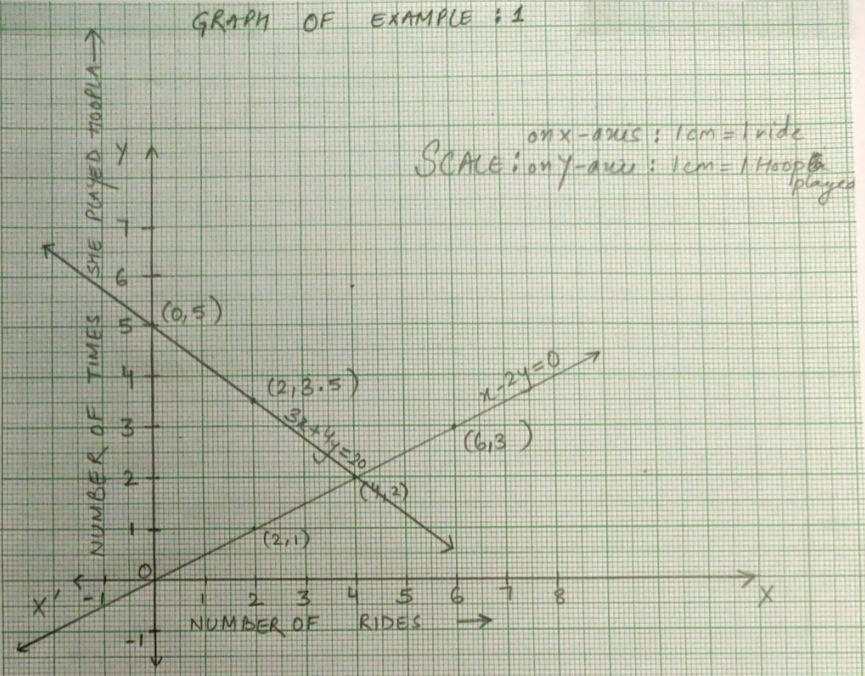 GRAPH OF EXAMPLE : 1
on x-axis : 1cm = 1 ride
SCALE : on Y-axis : 1cm = 1 Hoopla
played
NUMBER OF TIMES SHE PLAYED HOOPLA →
Y
7
6
5
(0,5)
4
(2,3.5)
x-2y=0
3x+4y=20
3
(6,3)
2
(4,2)
1
(2,1)
0
X'
-1 1 2 3 4 5 6 7 8
X
NUMBER OF RIDES →
-1